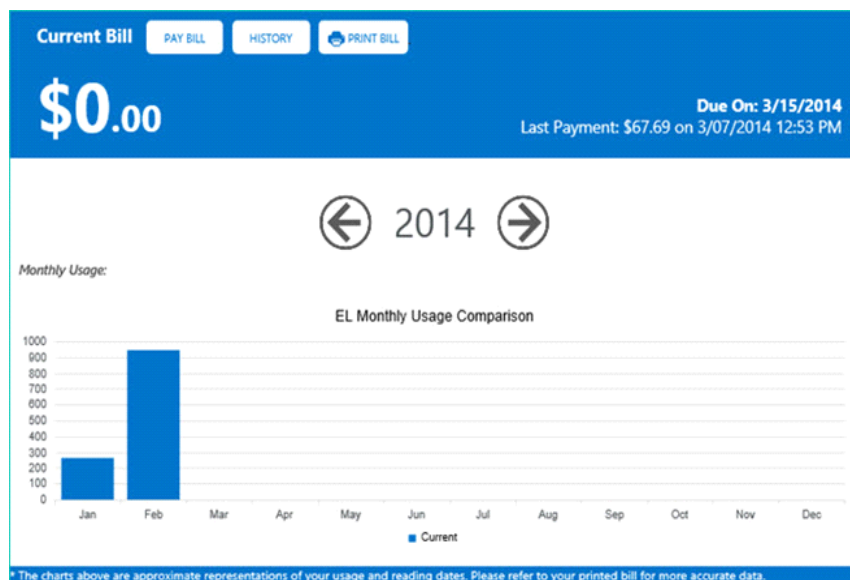 Current Bill PAY BILL HISTORY PRINT BILL
$0.00
Due On: 3/15/2014
Last Payment: $67.69 on 3/07/2014 12:53 PM
2014
Monthly Usage:
EL Monthly Usage Comparison
1000
900
800
700
600
500
400
300
200
100
0
Jan Feb Mar Apr May Jun Jul Aug Sep Oct Nov Dec
Current
* The charts above are approximate representations of your usage and reading dates. Please refer to your printed bill for more accurate data.